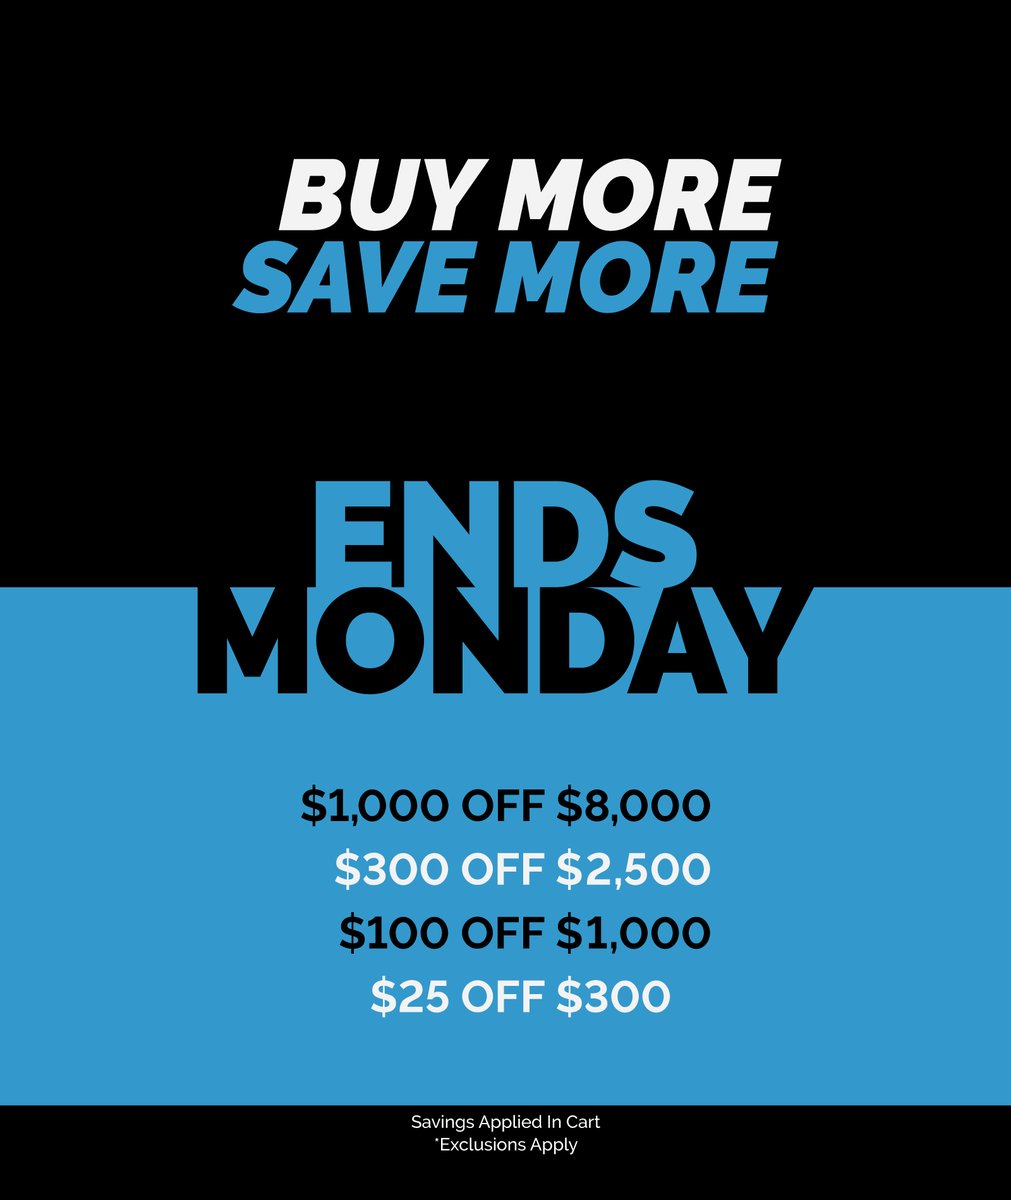 BUY MORE
SAVE MORE
ENDS
MONDAY
$1,000 OFF $8,000
$300 OFF $2,500
$100 OFF $1,000
$25 OFF $300
Savings Applied In Cart
*Exclusions Apply